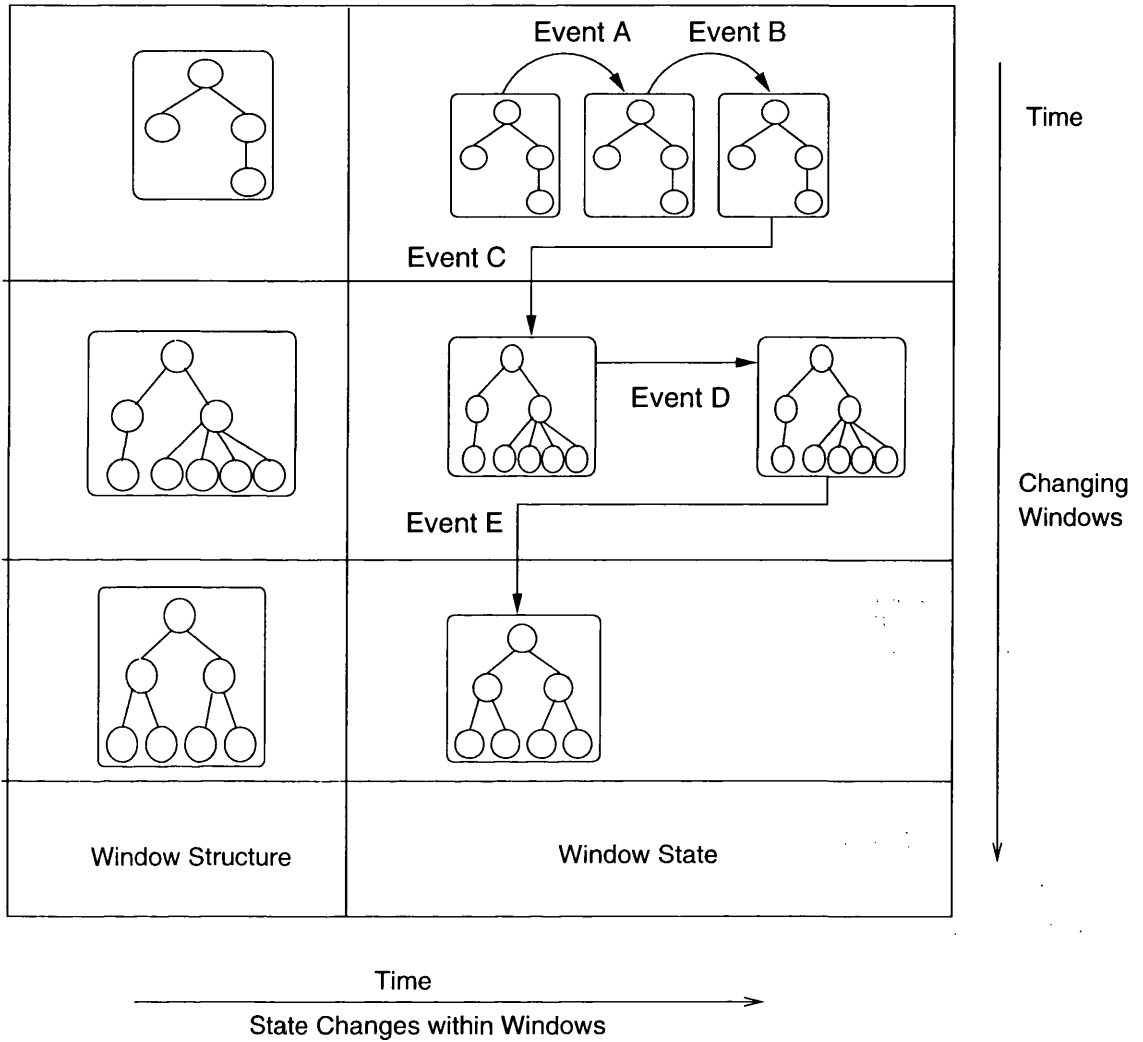 Event A
Event B
Time
Event C
Event D
Changing
Windows
Event E
Window Structure
Window State
Time
State Changes within Windows